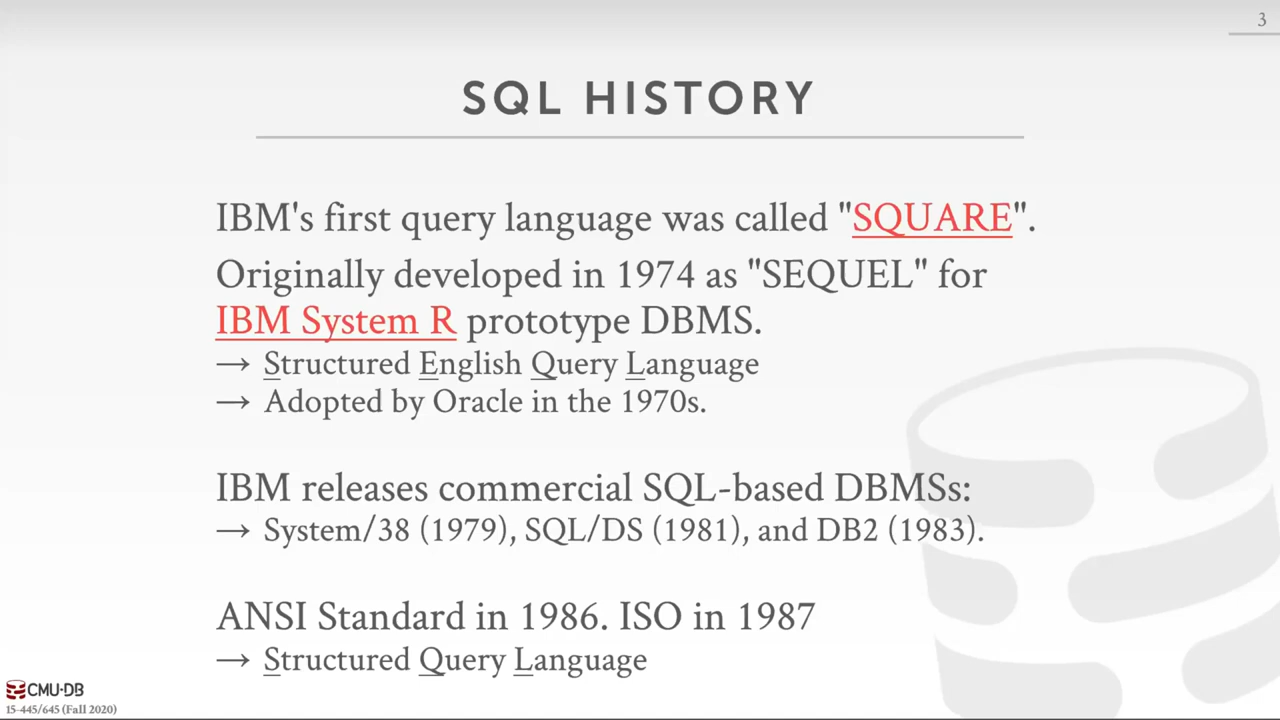 3
SQL HISTORY
IBM's first query language was called "SQUARE".
Originally developed in 1974 as "SEQUEL" for
IBM System R prototype DBMS.
→ Structured English Query Language
→ Adopted by Oracle in the 1970s.
IBM releases commercial SQL-based DBMSs:
→ System/38 (1979), SQL/DS (1981), and DB2 (1983).
ANSI Standard in 1986. ISO in 1987
→ Structured Query Language
CMU·DB
15-445/645 (Fall 2020)